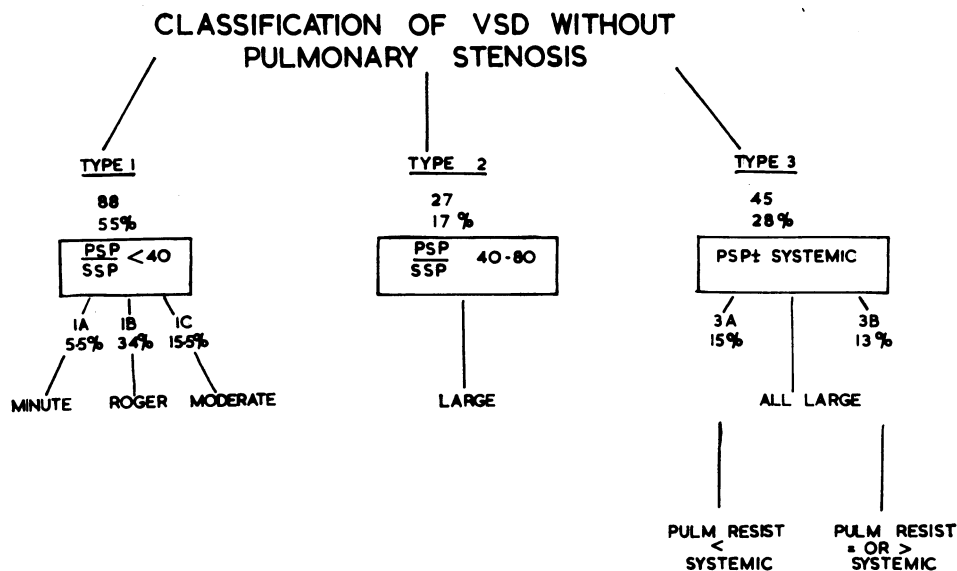 CLASSIFICATION OF VSD WITHOUT
PULMONARY STENOSIS
TYPE 1
88
55%
PSP
SSP <40
1A 1B 1C
5·5% 34% 15·5%
MINUTE ROGER MODERATE
TYPE 2
27
17 %
PSP
SSP 40-80
LARGE
TYPE 3
45
28%
PSP± SYSTEMIC
3A 3B
15% 13%
ALL LARGE
PULM RESIST
<
SYSTEMIC
PULM RESIST
= OR >
SYSTEMIC